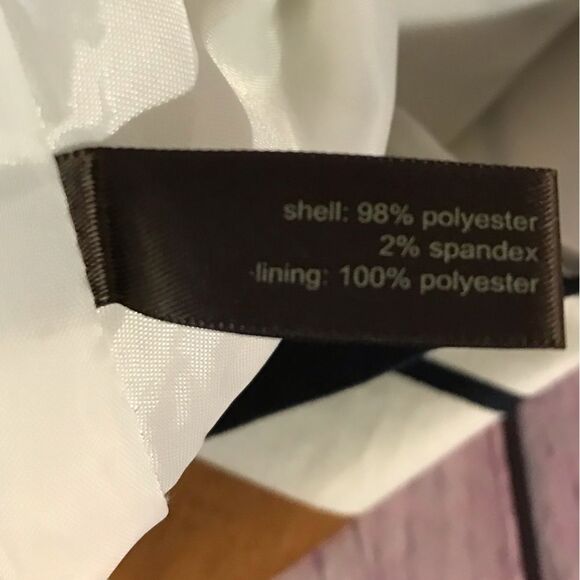 shell: 98% polyester
2% spandex
lining: 100% polyester